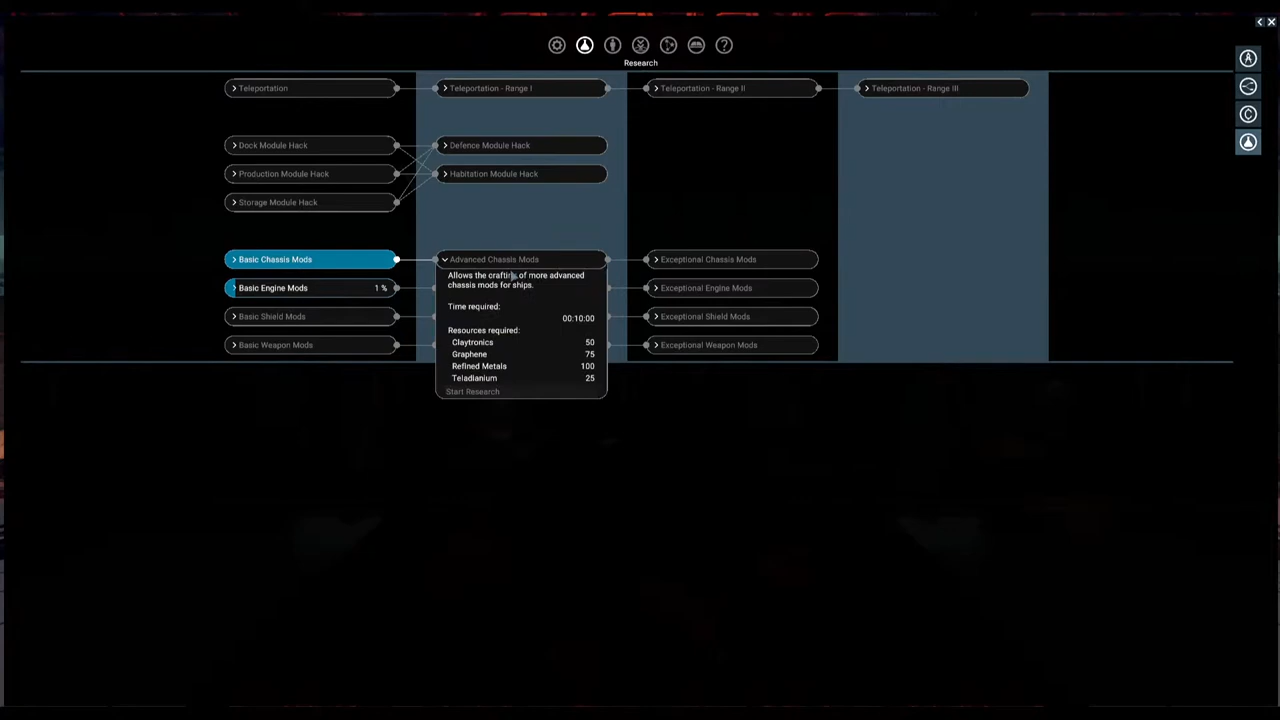 Research
Teleportation
Teleportation - Range I
Teleportation - Range II
Teleportation - Range III
Dock Module Hack
Defence Module Hack
Production Module Hack
Habitation Module Hack
Storage Module Hack
Basic Chassis Mods
Advanced Chassis Mods
Exceptional Chassis Mods
Allows the crafting of more advanced
chassis mods for ships.
Basic Engine Mods 1 %
Exceptional Engine Mods
Time required:
00:10:00
Basic Shield Mods
Exceptional Shield Mods
Resources required:
Claytronics 50
Basic Weapon Mods
Exceptional Weapon Mods
Graphene 75
Refined Metals 100
Teladianium 25
Start Research